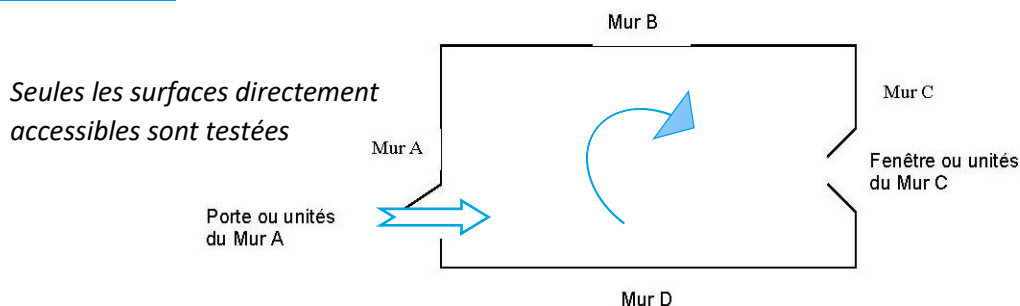 Mur B
Seules les surfaces directement
accessibles sont testées
Mur C
Mur A
Fenêtre ou unités
du Mur C
Porte ou unités
du Mur A
Mur D